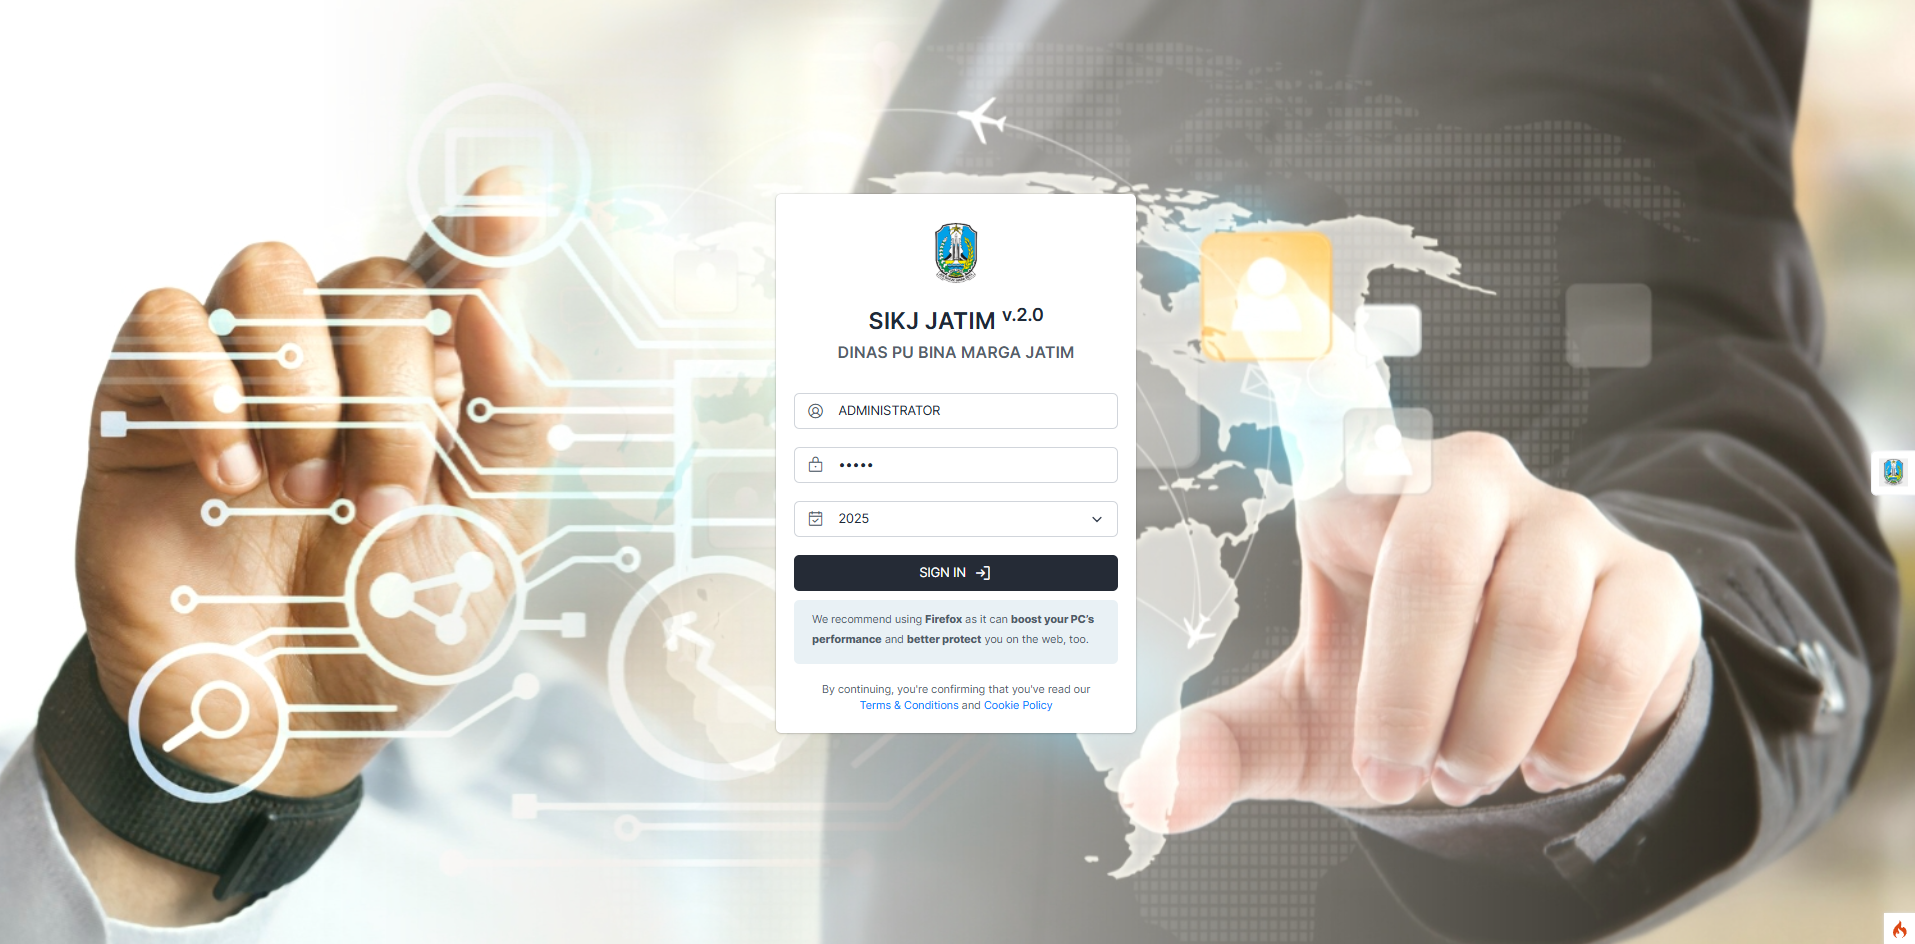 SIKJ JATIM v.2.0
DINAS PU BINA MARGA JATIM
ADMINISTRATOR
•••••
2025
SIGN IN
We recommend using Firefox as it can boost your PC's
performance and better protect you on the web, too.
By continuing, you're confirming that you've read our
Terms & Conditions and Cookie Policy